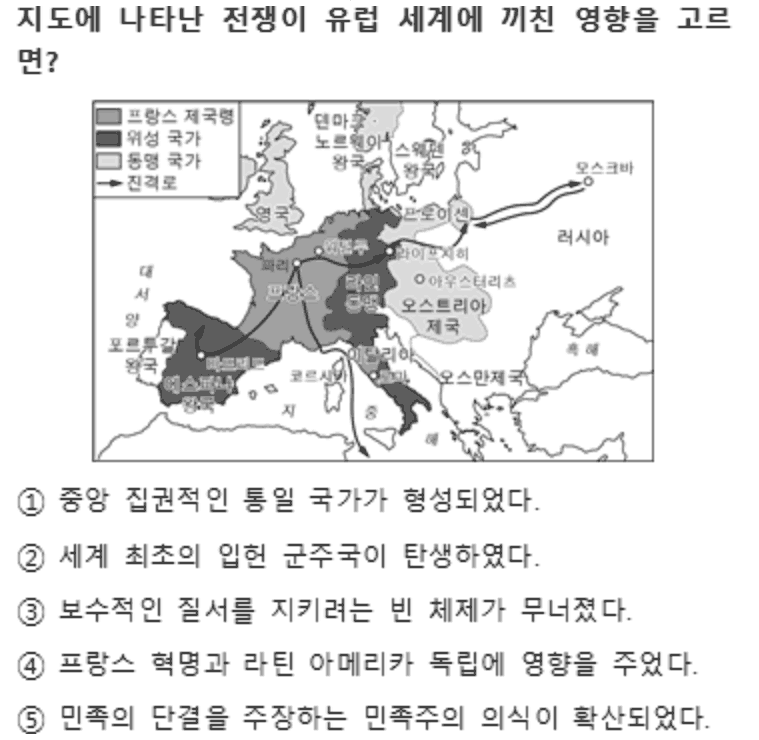 지도에 나타난 전쟁이 유럽 세계에 끼친 영향을 고르
면?
프랑스 제국령
위성 국가
동맹 국가
진격로
덴마크·
노르웨이
왕국
스웨덴
왕국
모스크바
영국
프로이센
러시아
파리
라이프치히
대
서
양
프랑스
라인
동맹
아우스터리츠
오스트리아
제국
포르투갈
왕국
마드리드
에스파냐
왕국
이탈리아
코르시카
로마
오스만제국
흑해
지
중
해
① 중앙 집권적인 통일 국가가 형성되었다.
② 세계 최초의 입헌 군주국이 탄생하였다.
③ 보수적인 질서를 지키려는 빈 체제가 무너졌다.
④ 프랑스 혁명과 라틴 아메리카 독립에 영향을 주었다.
⑤ 민족의 단결을 주장하는 민족주의 의식이 확산되었다.